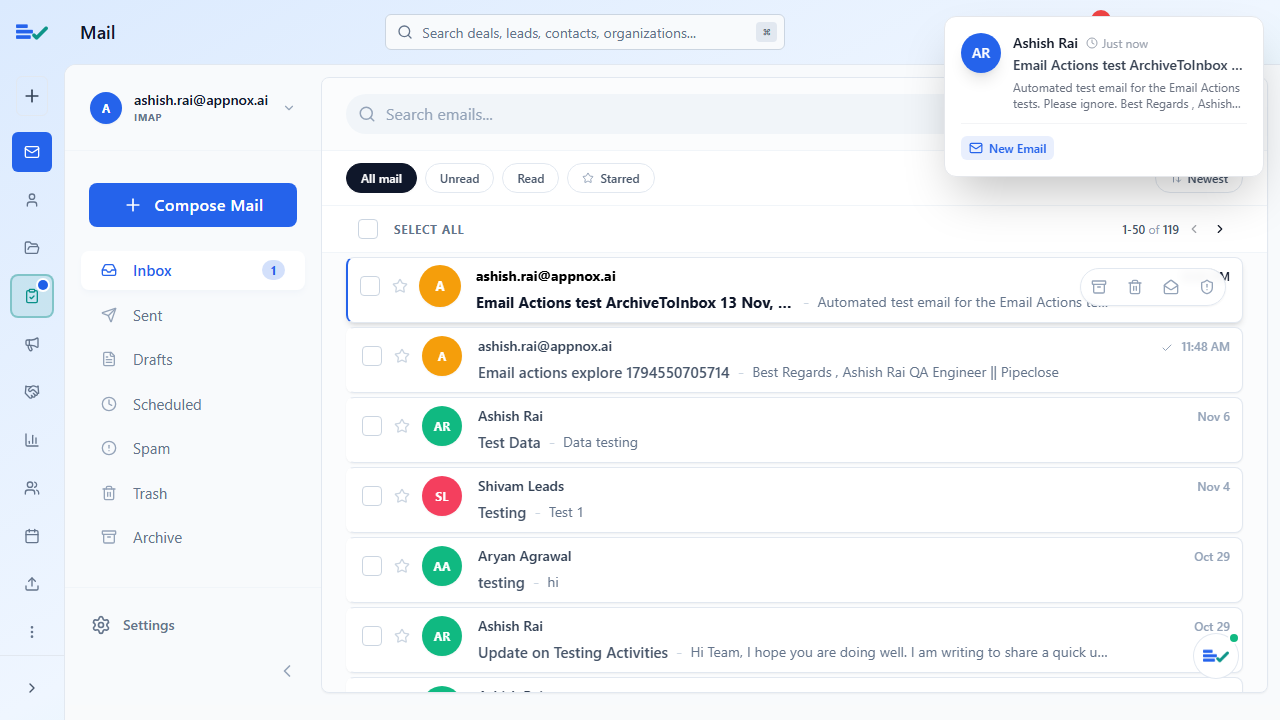 Mail
Search deals, leads, contacts, organizations...
⌘
AR
Ashish Rai
Just now
Email Actions test ArchiveToInbox ...
Automated test email for the Email Actions
tests. Please ignore. Best Regards , Ashish...
New Email
A
ashish.rai@appnox.ai
IMAP
Compose Mail
Inbox
1
Sent
Drafts
Scheduled
Spam
Trash
Archive
Settings
Search emails...
All mail
Unread
Read
Starred
Newest
SELECT ALL
1-50 of 119
A
ashish.rai@appnox.ai
M
Email Actions test ArchiveToInbox 13 Nov, ...
- Automated test email for the Email Actions te...
A
ashish.rai@appnox.ai
11:48 AM
Email actions explore 1794550705714 - Best Regards , Ashish Rai QA Engineer || Pipeclose
AR
Ashish Rai
Nov 6
Test Data - Data testing
SL
Shivam Leads
Nov 4
Testing - Test 1
AA
Aryan Agrawal
Oct 29
testing - hi
AR
Ashish Rai
Oct 29
Update on Testing Activities - Hi Team, I hope you are doing well. I am writing to share a quick u...